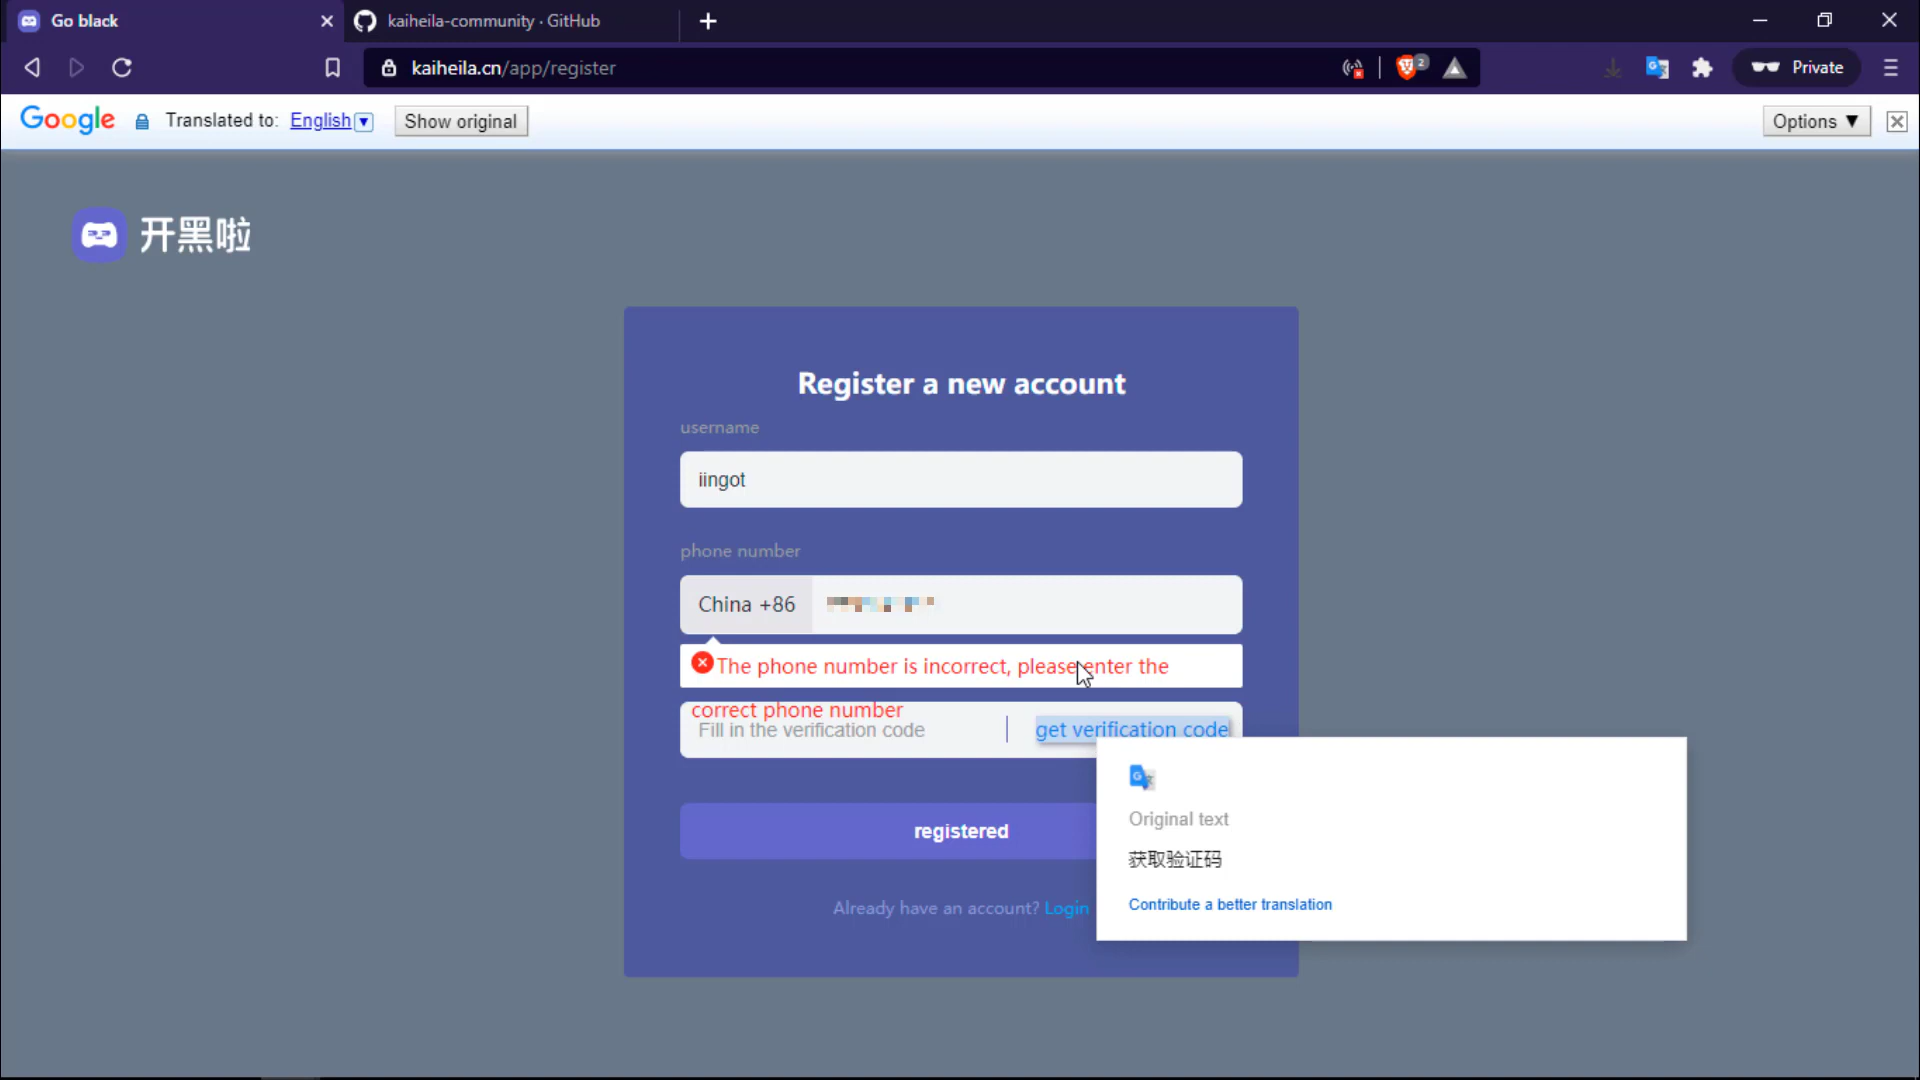 Go black
kaiheila-community · GitHub
kaiheila.cn/app/register
2
Private
Google
Translated to: English
Show original
Options ▼
开黑啦
Register a new account
username
iingot
phone number
China +86
The phone number is incorrect, please enter the
correct phone number
Fill in the verification code
get verification code
Original text
获取验证码
registered
Contribute a better translation
Already have an account? Login